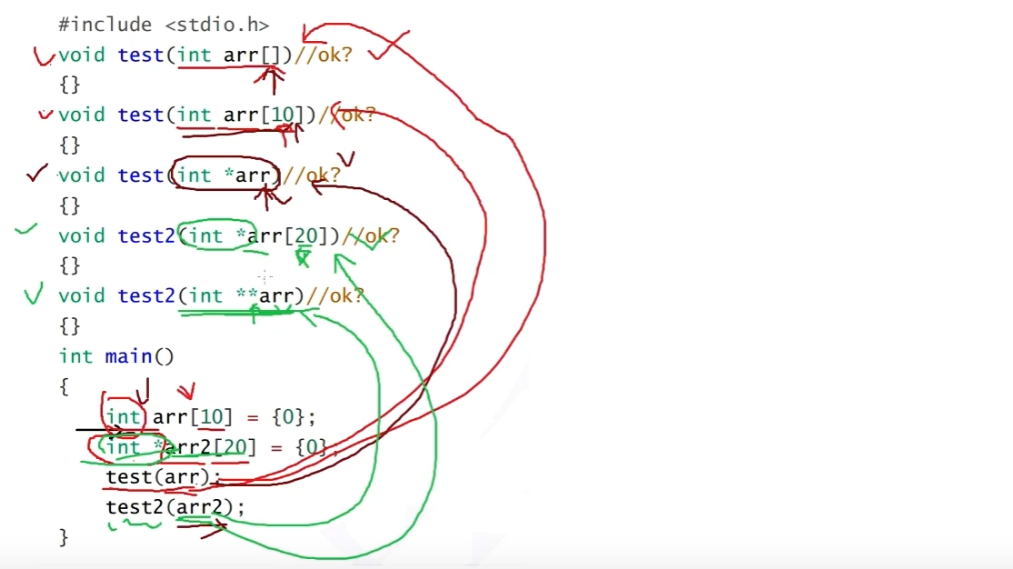 #include <stdio.h>
void test(int arr[])//ok?
{}
void test(int arr[10])//ok?
{}
void test(int *arr)//ok?
{}
void test2(int *arr[20])//ok?
{}
void test2(int **arr)//ok?
{}
int main()
{
int arr[10] = {0};
int *arr2[20] = {0};
test(arr);
test2(arr2);
}